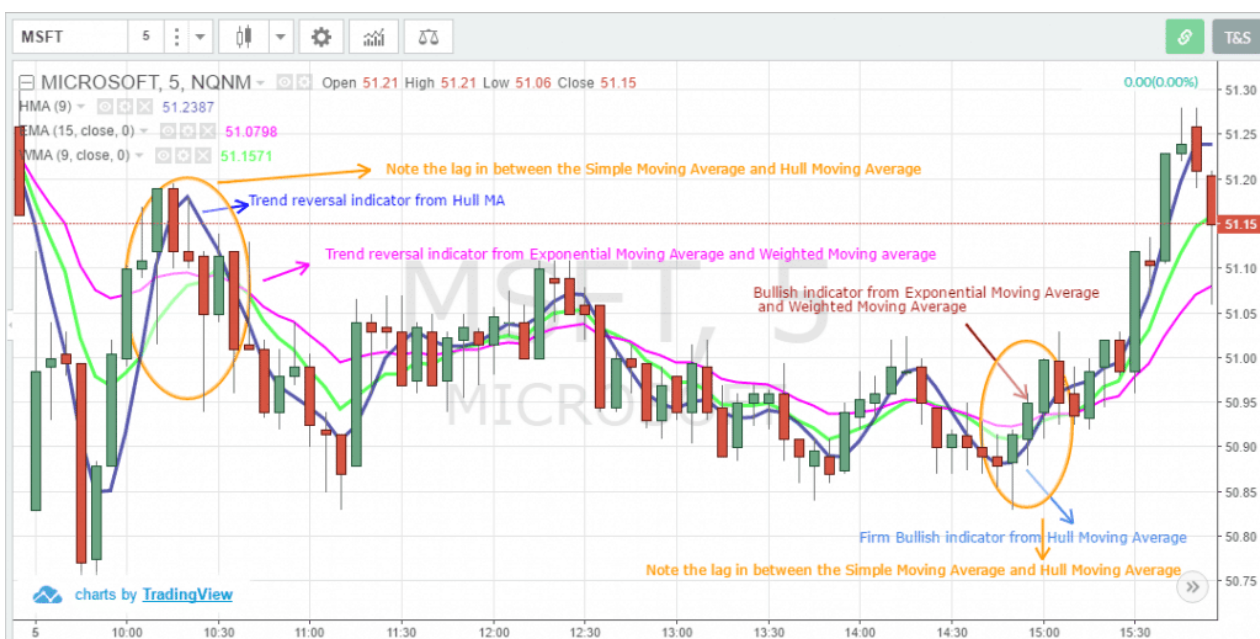 MSFT 5 T&S
MICROSOFT, 5, NQNM Open 51.21 High 51.21 Low 51.06 Close 51.15 0.00(0.00%)
HMA (9) 51.2387
EMA (15, close, 0) 51.0798
WMA (9, close, 0) 51.1571
Note the lag in between the Simple Moving Average and Hull Moving Average
Trend reversal indicator from Hull MA
Trend reversal indicator from Exponential Moving Average and Weighted Moving average
MSFT, 5
MICROSOFT
Bullish indicator from Exponential Moving Average
and Weighted Moving Average
Firm Bullish indicator from Hull Moving Average
Note the lag in between the Simple Moving Average and Hull Moving Average
charts by TradingView
51.30
51.25
51.20
51.15
51.10
51.05
51.00
50.95
50.90
50.85
50.80
50.75
5 10:00 10:30 11:00 11:30 12:00 12:30 13:00 13:30 14:00 14:30 15:00 15:30